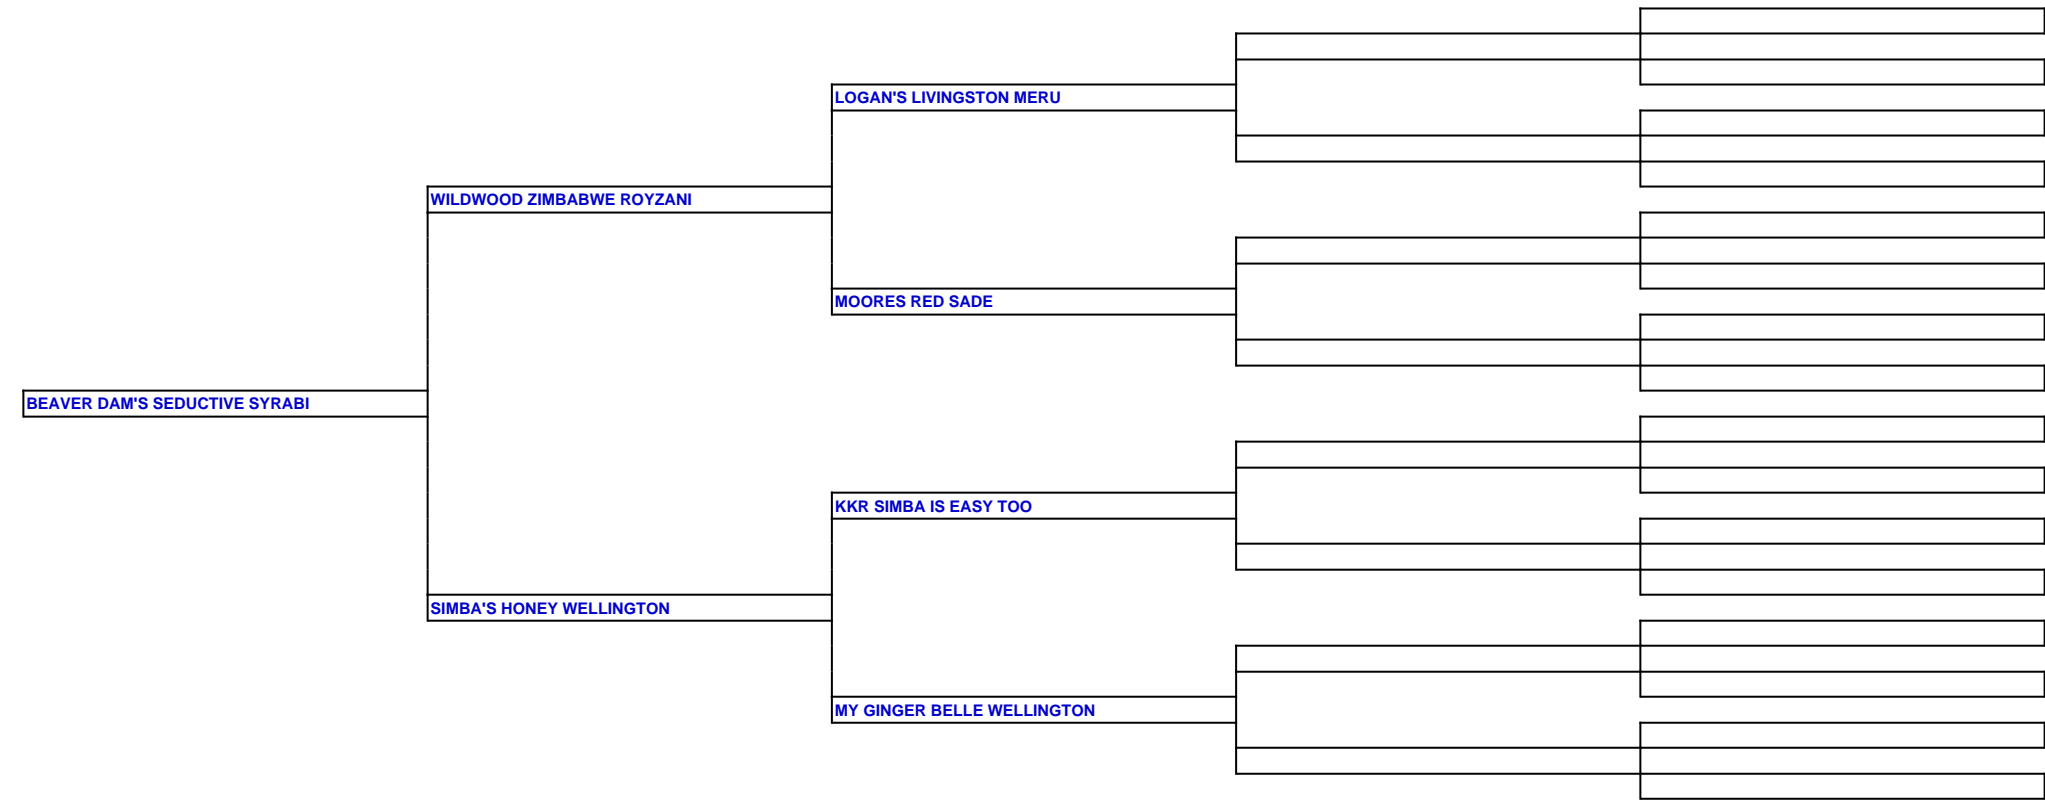 LOGAN'S LIVINGSTON MERU
WILDWOOD ZIMBABWE ROYZANI
MOORES RED SADE
BEAVER DAM'S SEDUCTIVE SYRABI
KKR SIMBA IS EASY TOO
SIMBA'S HONEY WELLINGTON
MY GINGER BELLE WELLINGTON